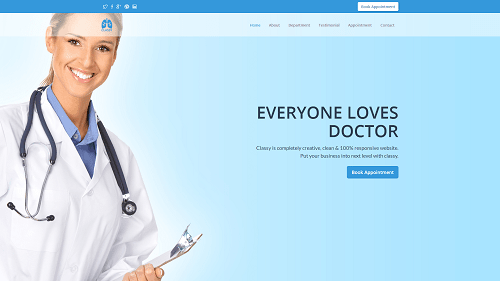 Book Appointment
Home About Department Testimonial Appointment Contact
EVERYONE LOVES
DOCTOR
Classy is completely creative, clean & 100% responsive website.
Put your business into next level with classy.
Book Appointment